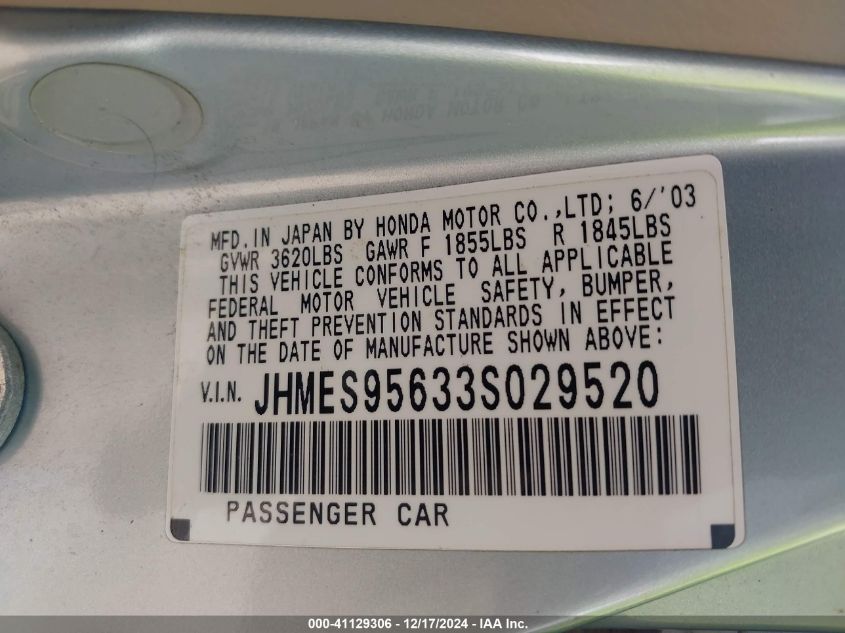 MFD.IN JAPAN BY HONDA MOTOR CO.,LTD; 6/'03
GVWR 3620LBS GAWR F 1855LBS R 1845LBS
THIS VEHICLE CONFORMS TO ALL APPLICABLE
FEDERAL MOTOR VEHICLE SAFETY, BUMPER,
AND THEFT PREVENTION STANDARDS IN EFFECT
ON THE DATE OF MANUFACTURE SHOWN ABOVE:
V.I.N. JHMES95633S029520
PASSENGER CAR
000-41129306 - 12/17/2024 - IAA Inc.